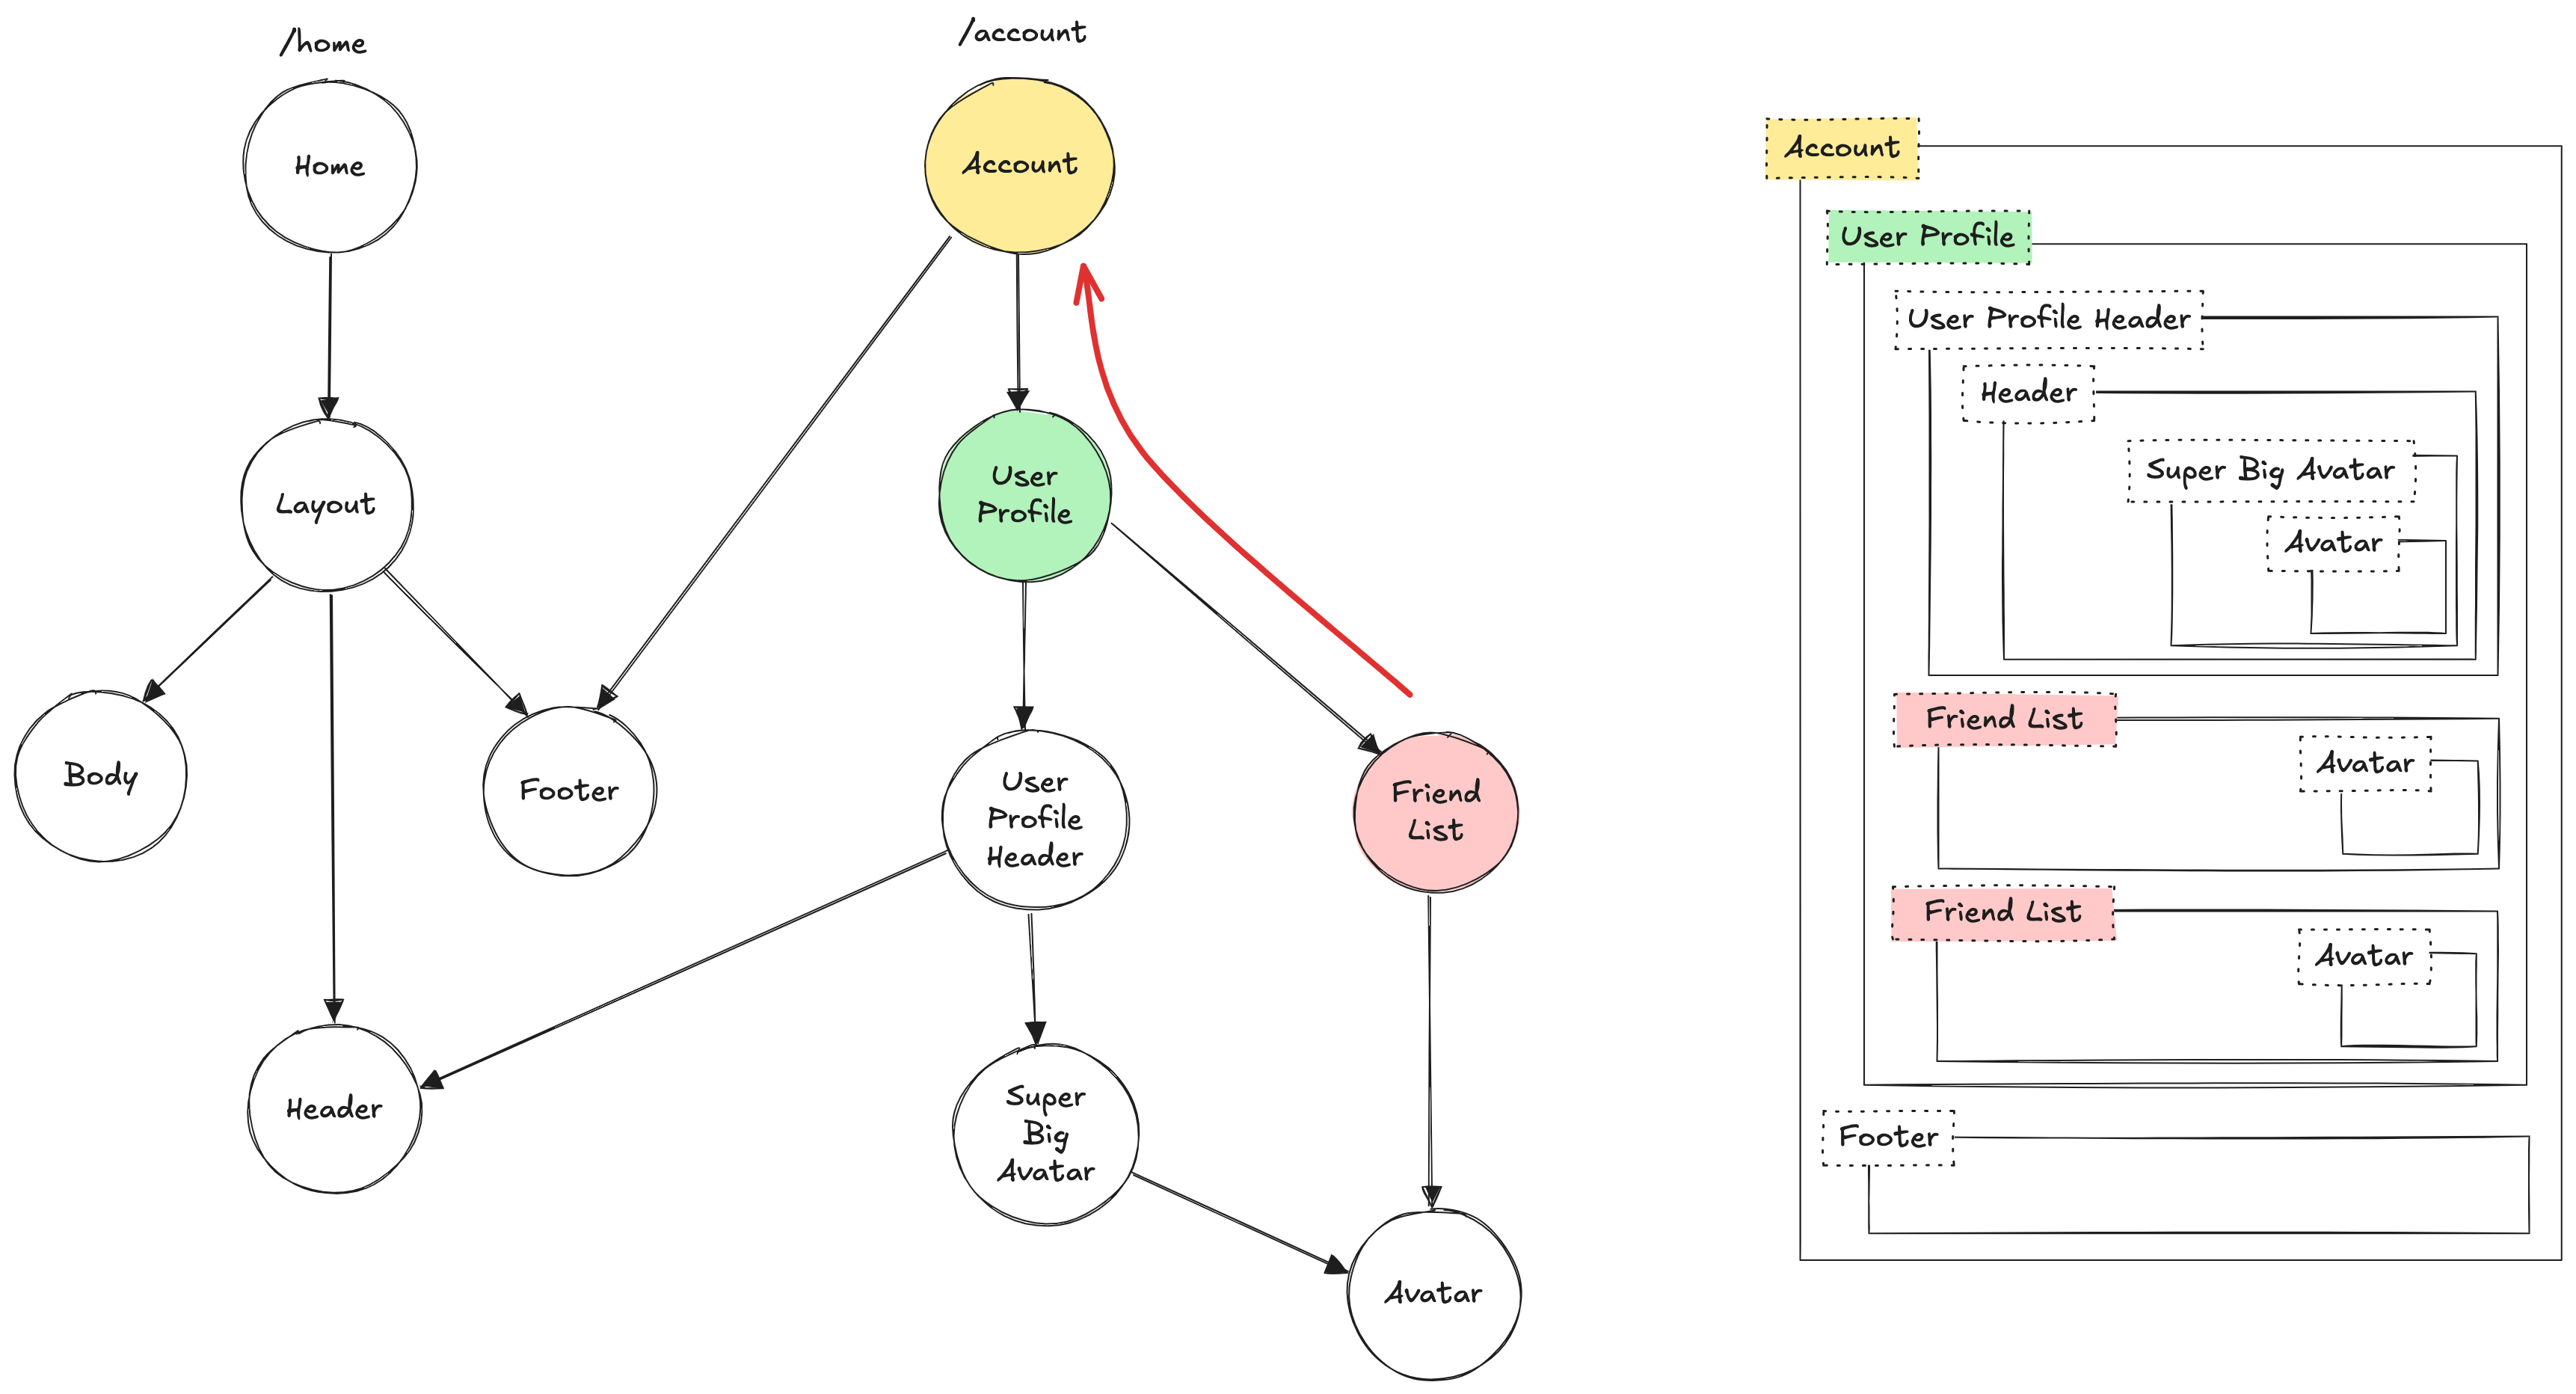 /home
/account
Home
Account
Layout
User
Profile
Body
Footer
User
Profile
Header
Friend
List
Header
Super
Big
Avatar
Avatar
Account
User Profile
User Profile Header
Header
Super Big Avatar
Avatar
Friend List
Avatar
Friend List
Avatar
Footer